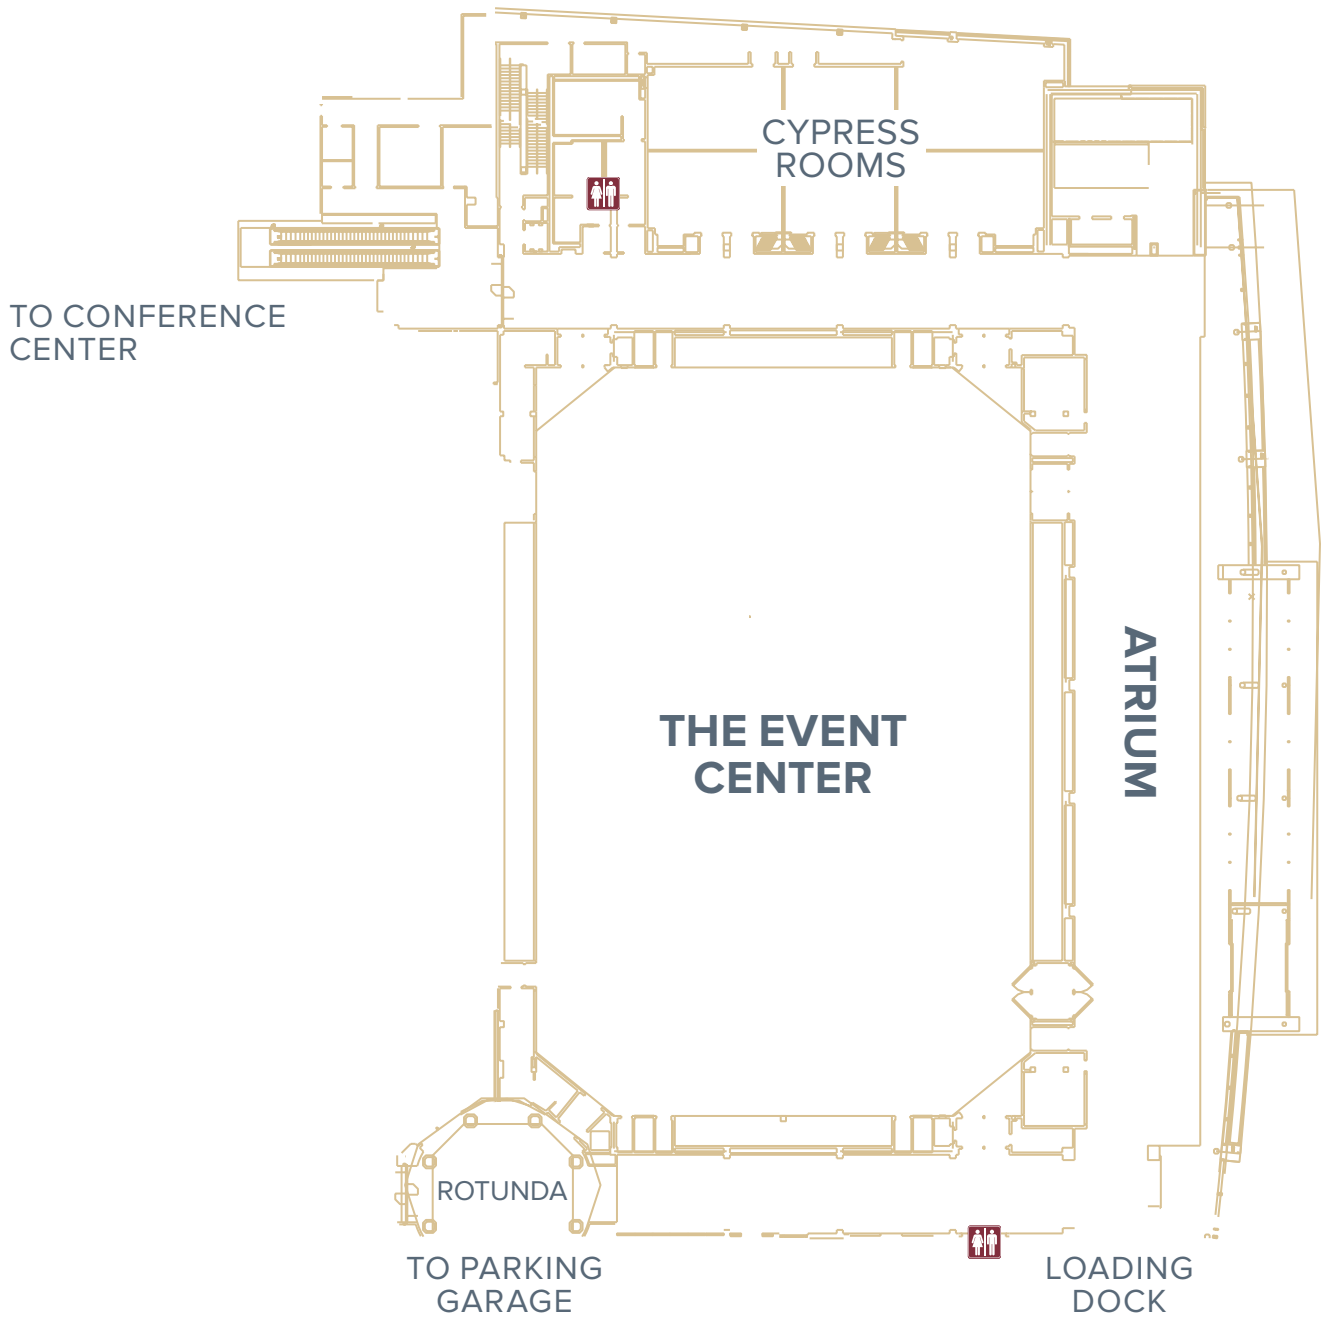 CYPRESS
ROOMS
TO CONFERENCE
CENTER
ATRIUM
THE EVENT
CENTER
ROTUNDA
TO PARKING
GARAGE
LOADING
DOCK